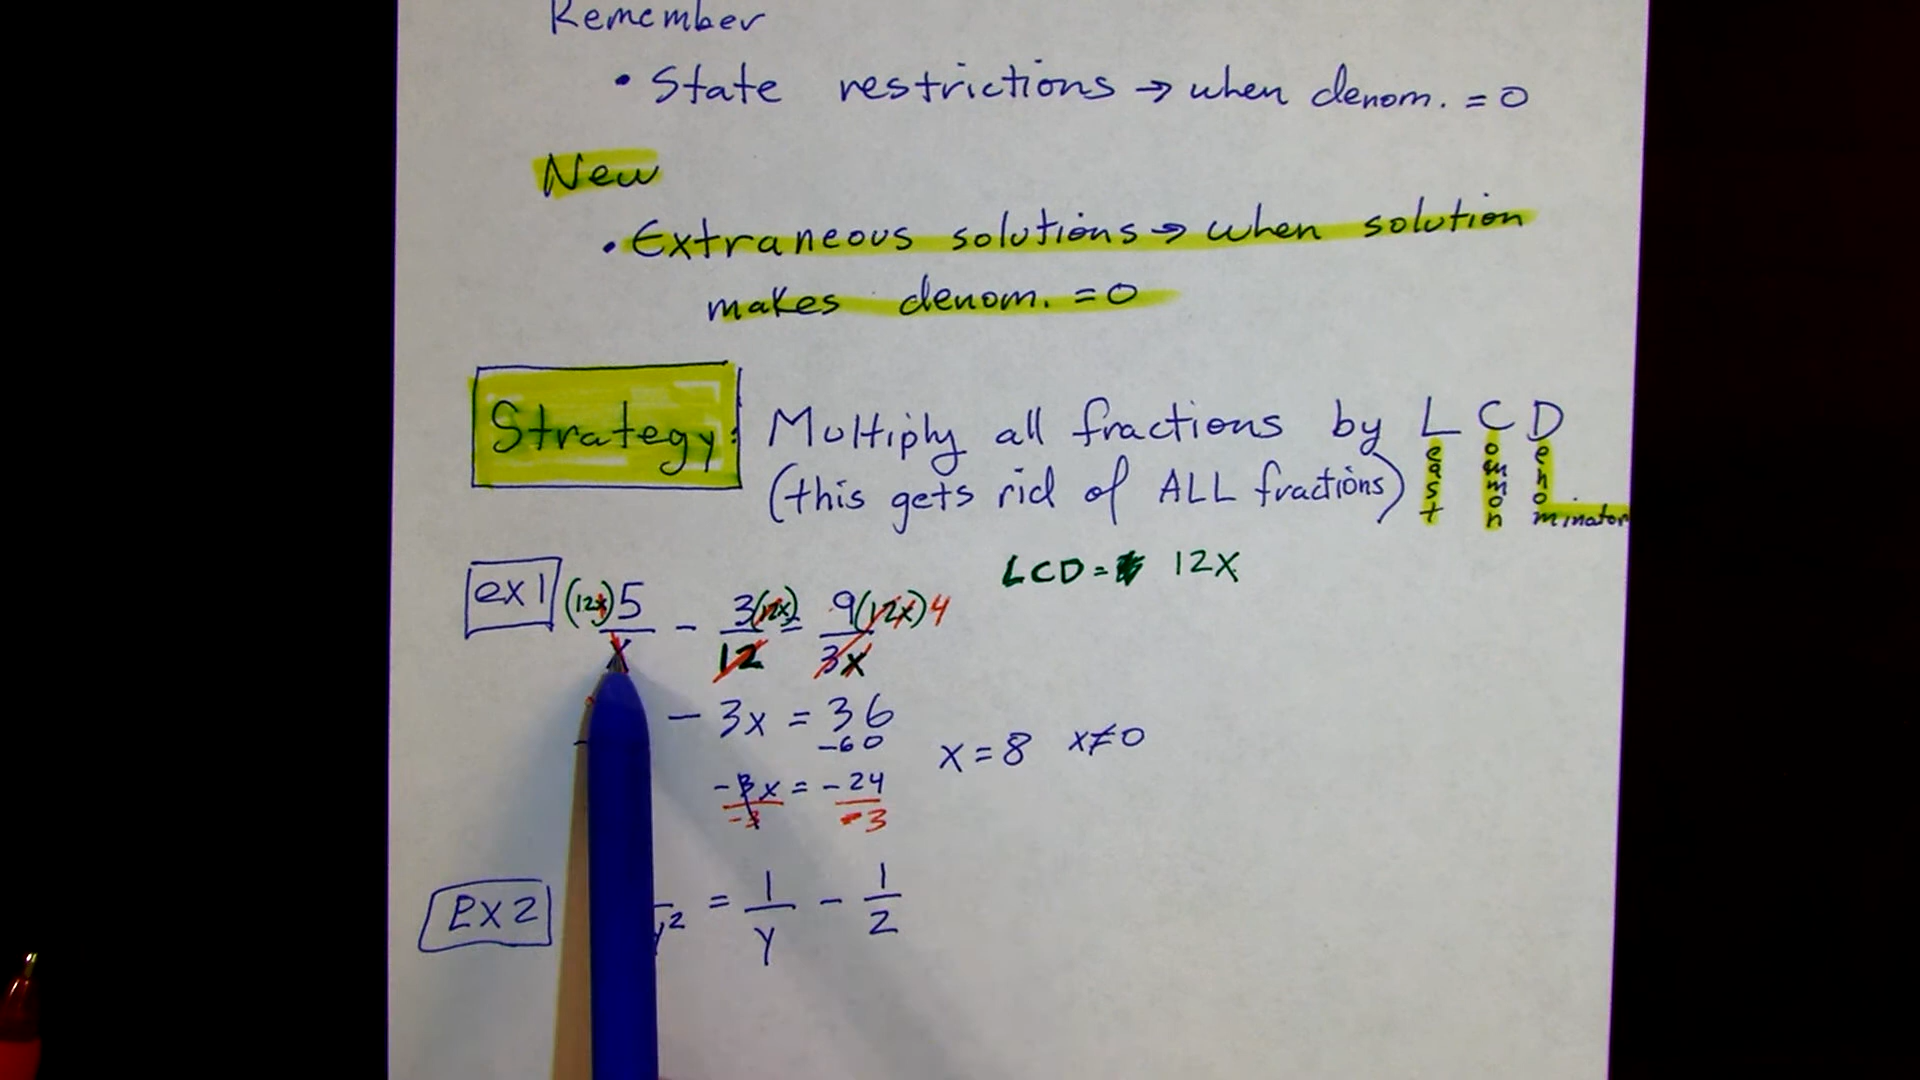 Remember
• State restrictions → when denom. = 0
New
• Extraneous solutions → when solution
makes denom. = 0
Strategy: Multiply all fractions by LCD
(this gets rid of ALL fractions)
Least Common Denominator
LCD = 12x
ex1 (12x)5/x - 3(12x)/12 = 9(12x)4/3x
- 3x = 36
-60
x = 8 x ≠ 0
-3x = -24
-3 -3
Ex2 y² = 1/y - 1/2